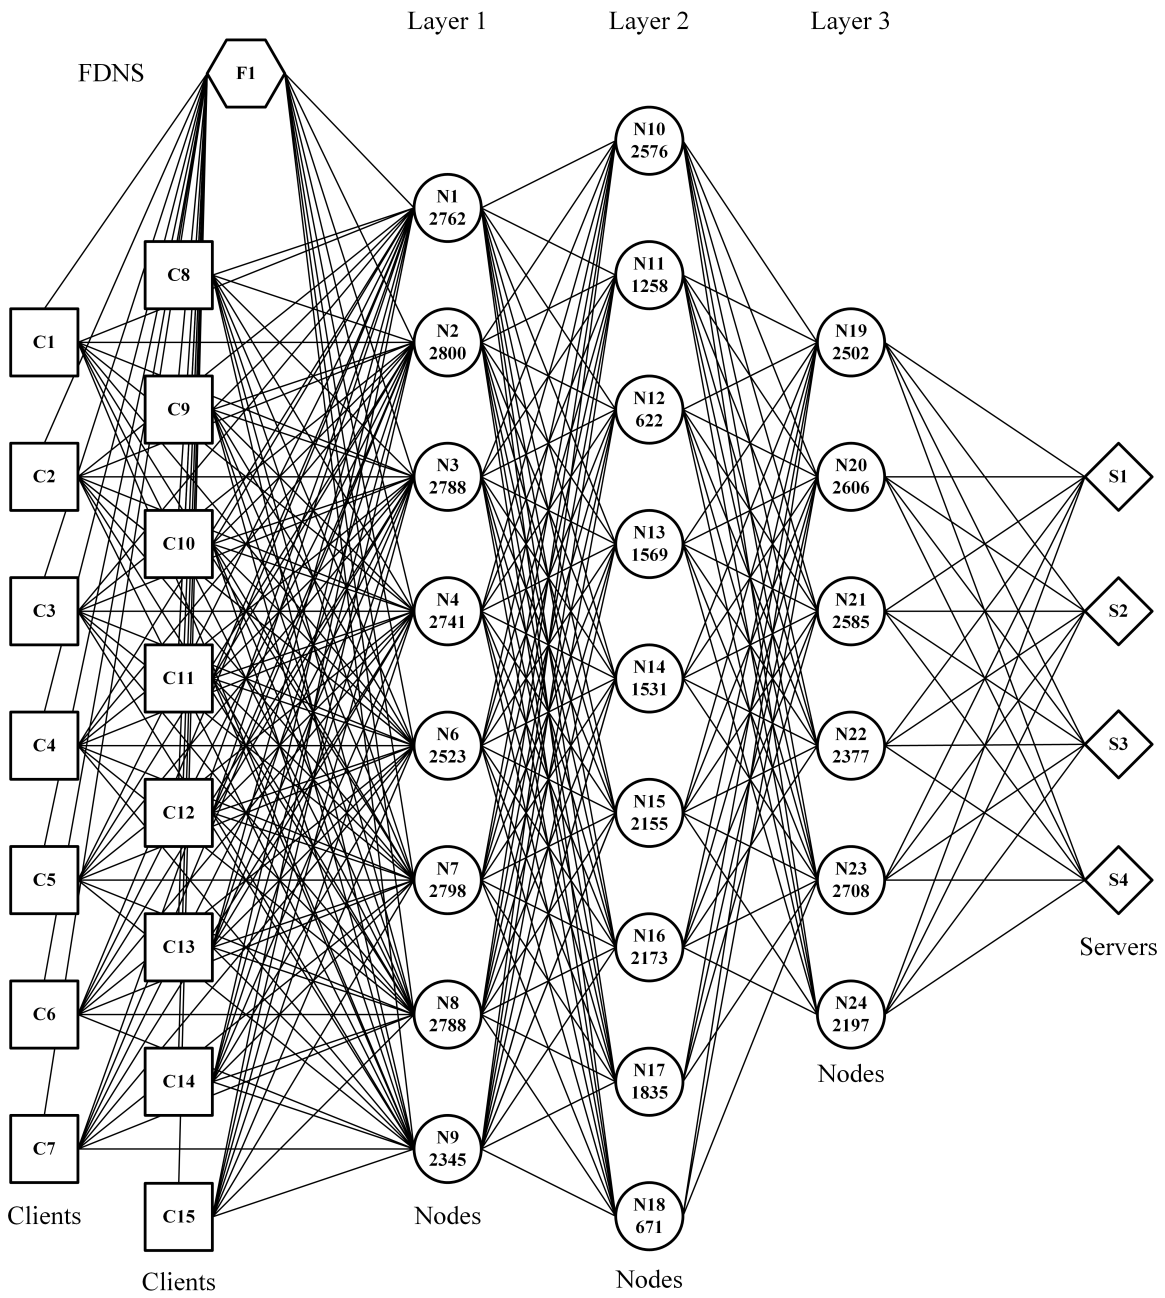 Layer 1
Layer 2
Layer 3
FDNS
F1
C1
C2
C3
C4
C5
C6
C7
Clients
C8
C9
C10
C11
C12
C13
C14
C15
Clients
N1
2762
N2
2800
N3
2788
N4
2741
N6
2523
N7
2798
N8
2788
N9
2345
Nodes
N10
2576
N11
1258
N12
622
N13
1569
N14
1531
N15
2155
N16
2173
N17
1835
N18
671
Nodes
N19
2502
N20
2606
N21
2585
N22
2377
N23
2708
N24
2197
Nodes
S1
S2
S3
S4
Servers